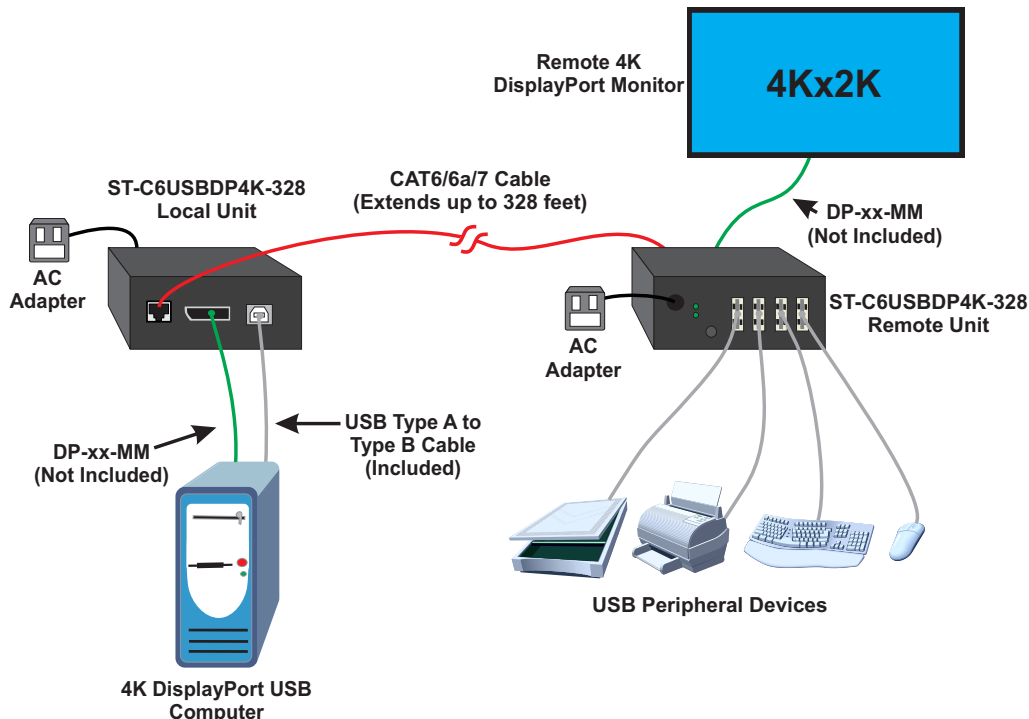 Remote 4K
DisplayPort Monitor
4Kx2K
ST-C6USBDP4K-328
Local Unit
CAT6/6a/7 Cable
(Extends up to 328 feet)
DP-xx-MM
(Not Included)
AC
Adapter
ST-C6USBDP4K-328
Remote Unit
AC
Adapter
USB Type A to
Type B Cable
(Included)
DP-xx-MM
(Not Included)
USB Peripheral Devices
4K DisplayPort USB
Computer